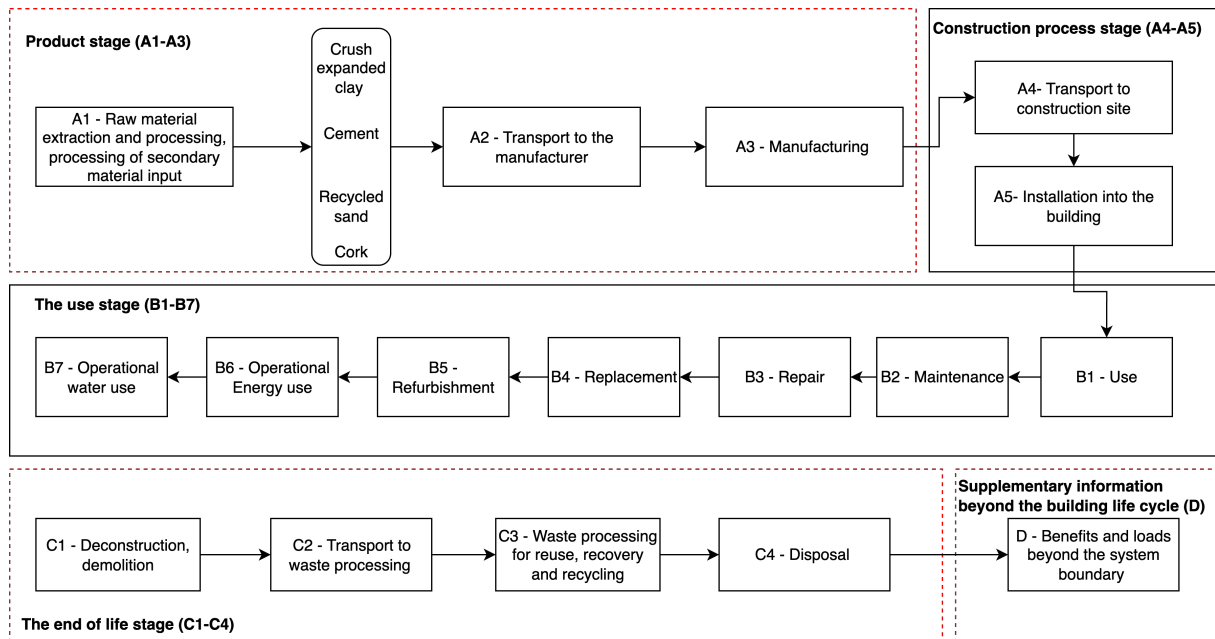 Product stage (A1-A3)
A1 - Raw material
extraction and processing,
processing of secondary
material input
Crush
expanded
clay
Cement
Recycled
sand
Cork
A2 - Transport to the
manufacturer
A3 - Manufacturing
Construction process stage (A4-A5)
A4- Transport to
construction site
A5- Installation into the
building
The use stage (B1-B7)
B7 - Operational
water use
B6 - Operational
Energy use
B5 -
Refurbishment
B4 - Replacement
B3 - Repair
B2 - Maintenance
B1 - Use
C1 - Deconstruction,
demolition
C2 - Transport to
waste processing
C3 - Waste processing
for reuse, recovery
and recycling
C4 - Disposal
The end of life stage (C1-C4)
Supplementary information
beyond the building life cycle (D)
D - Benefits and loads
beyond the system
boundary